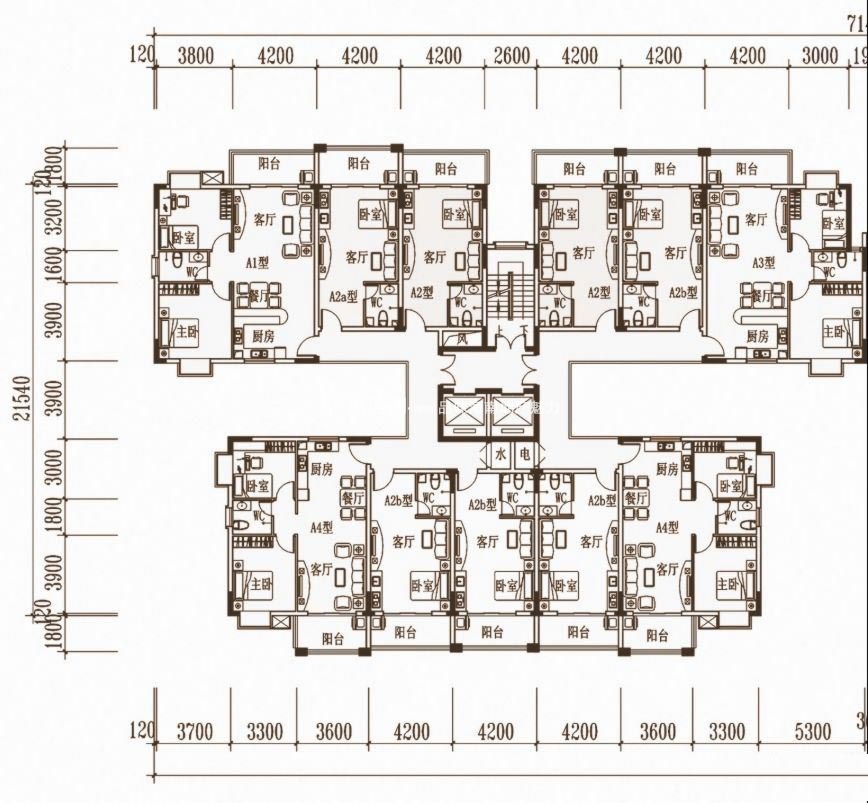 714
120 3800 4200 4200 4200 2600 4200 4200 4200 3000 19
阳台 阳台 阳台 阳台 阳台 阳台
1800
120
3200
1600
3900
3900
3000
1800
3900
120
1800
21540
卧室 客厅 卧室 卧室 卧室 卧室 客厅 卧室
客厅 客厅 客厅 客厅
WC A1型 A3型 WC
餐厅 A2a型 WC A2型 WC WC A2型 A2b型 WC 餐厅
主卧 厨房 风 上 下 厨房 主卧
水 电
厨房 厨房
卧室 餐厅 WC WC WC 餐厅 卧室
A2b型 A2b型 A2b型
WC A4型 A4型 WC
客厅 客厅 客厅
主卧 客厅 卧室 卧室 卧室 客厅 主卧
阳台 阳台 阳台 阳台 阳台
120 3700 3300 3600 4200 4200 4200 3600 3300 5300 3